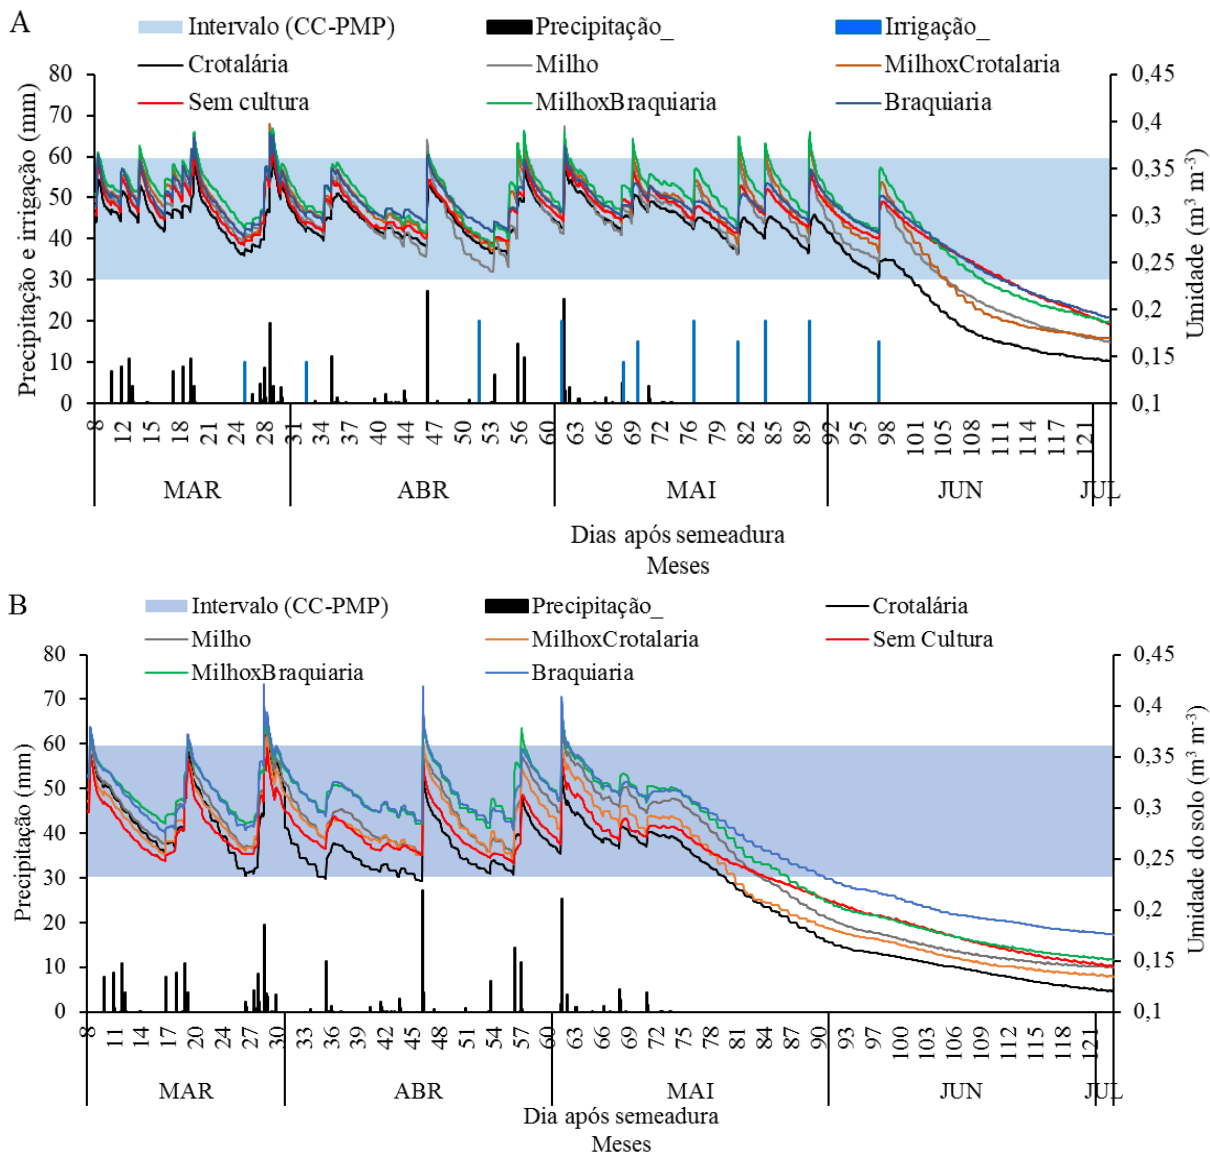 A
Intervalo (CC-PMP) Precipitação_ Irrigação_
Crotalária Milho MilhoxCrotalaria
Sem cultura MilhoxBraquiaria Braquiaria
Precipitação e irrigação (mm)
80
70
60
50
40
30
20
10
0
0,45
0,4
0,35
0,3
0,25
0,2
0,15
0,1
Umidade (m³ m⁻³)
8 12 15 18 21 24 28 31 34 37 40 44 47 50 53 56 60 63 66 69 72 76 79 82 85 89 92 95 98 101 105 108 111 114 117 121
MAR ABR MAI JUN JUL
Dias após semeadura
Meses
B
Intervalo (CC-PMP) Precipitação_ Crotalária
Milho MilhoxCrotalaria Sem Cultura
MilhoxBraquiaria Braquiaria
Precipitação (mm)
80
70
60
50
40
30
20
10
0
0,45
0,4
0,35
0,3
0,25
0,2
0,15
0,1
Umidade do solo (m³ m⁻³)
8 11 14 17 20 24 27 30 33 36 39 42 45 48 51 54 57 60 63 66 69 72 75 78 81 84 87 90 93 97 100 103 106 109 112 115 118 121
MAR ABR MAI JUN JUL
Dia após semeadura
Meses